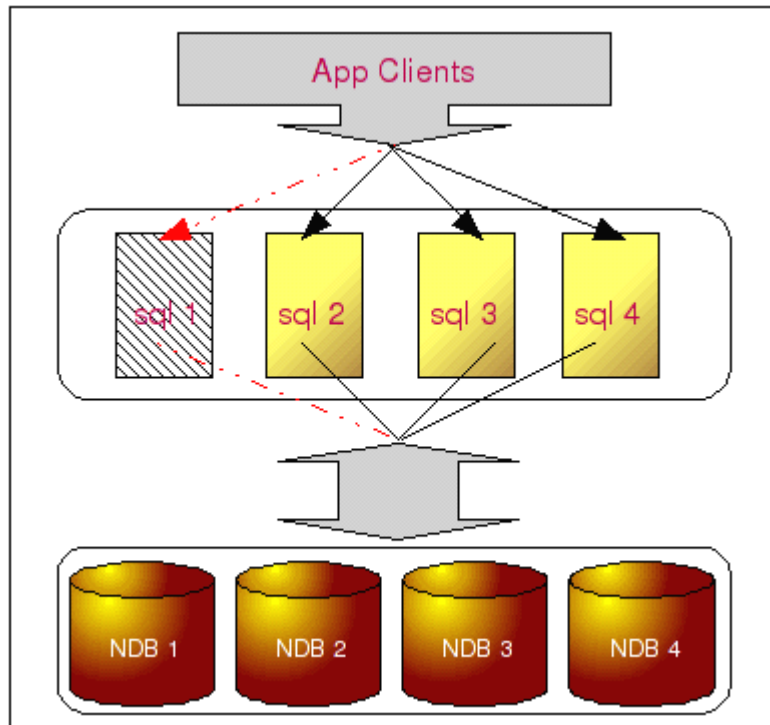 App Clients
sql 1
sql 2
sql 3
sql 4
NDB 1
NDB 2
NDB 3
NDB 4